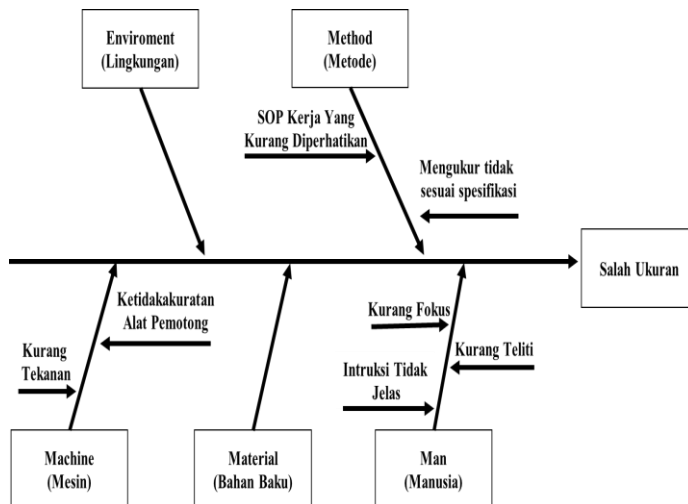 Enviroment
(Lingkungan)
Method
(Metode)
SOP Kerja Yang
Kurang Diperhatikan
Mengukur tidak
sesuai spesifikasi
Salah Ukuran
Ketidakakuratan
Alat Pemotong
Kurang
Tekanan
Kurang Fokus
Kurang Teliti
Intruksi Tidak
Jelas
Machine
(Mesin)
Material
(Bahan Baku)
Man
(Manusia)